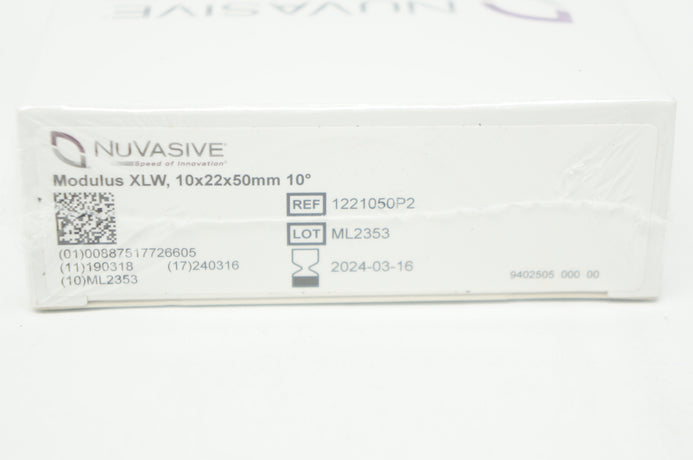 NUVASIVE
NUVASIVE®
Speed of Innovation®
Modulus XLW, 10x22x50mm 10°
REF 1221050P2
LOT ML2353
(01)00887517726605
(11)190318 (17)240316
2024-03-16
(10)ML2353
9402505 000 00